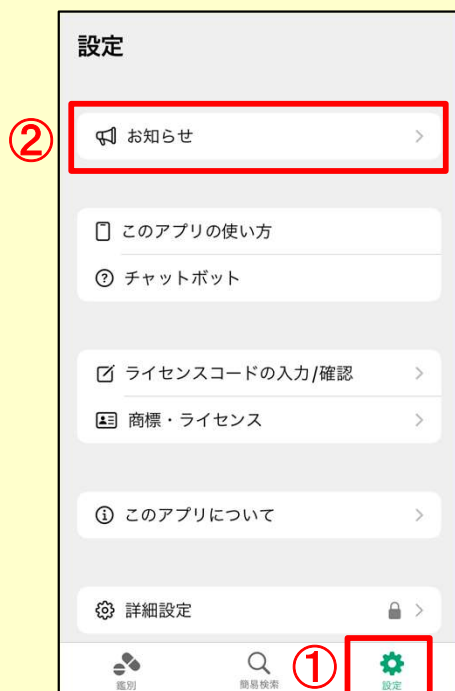 設定
②
お知らせ
このアプリの使い方
チャットボット
ライセンスコードの入力/確認
商標・ライセンス
このアプリについて
詳細設定
鑑別
簡易検索
①
設定